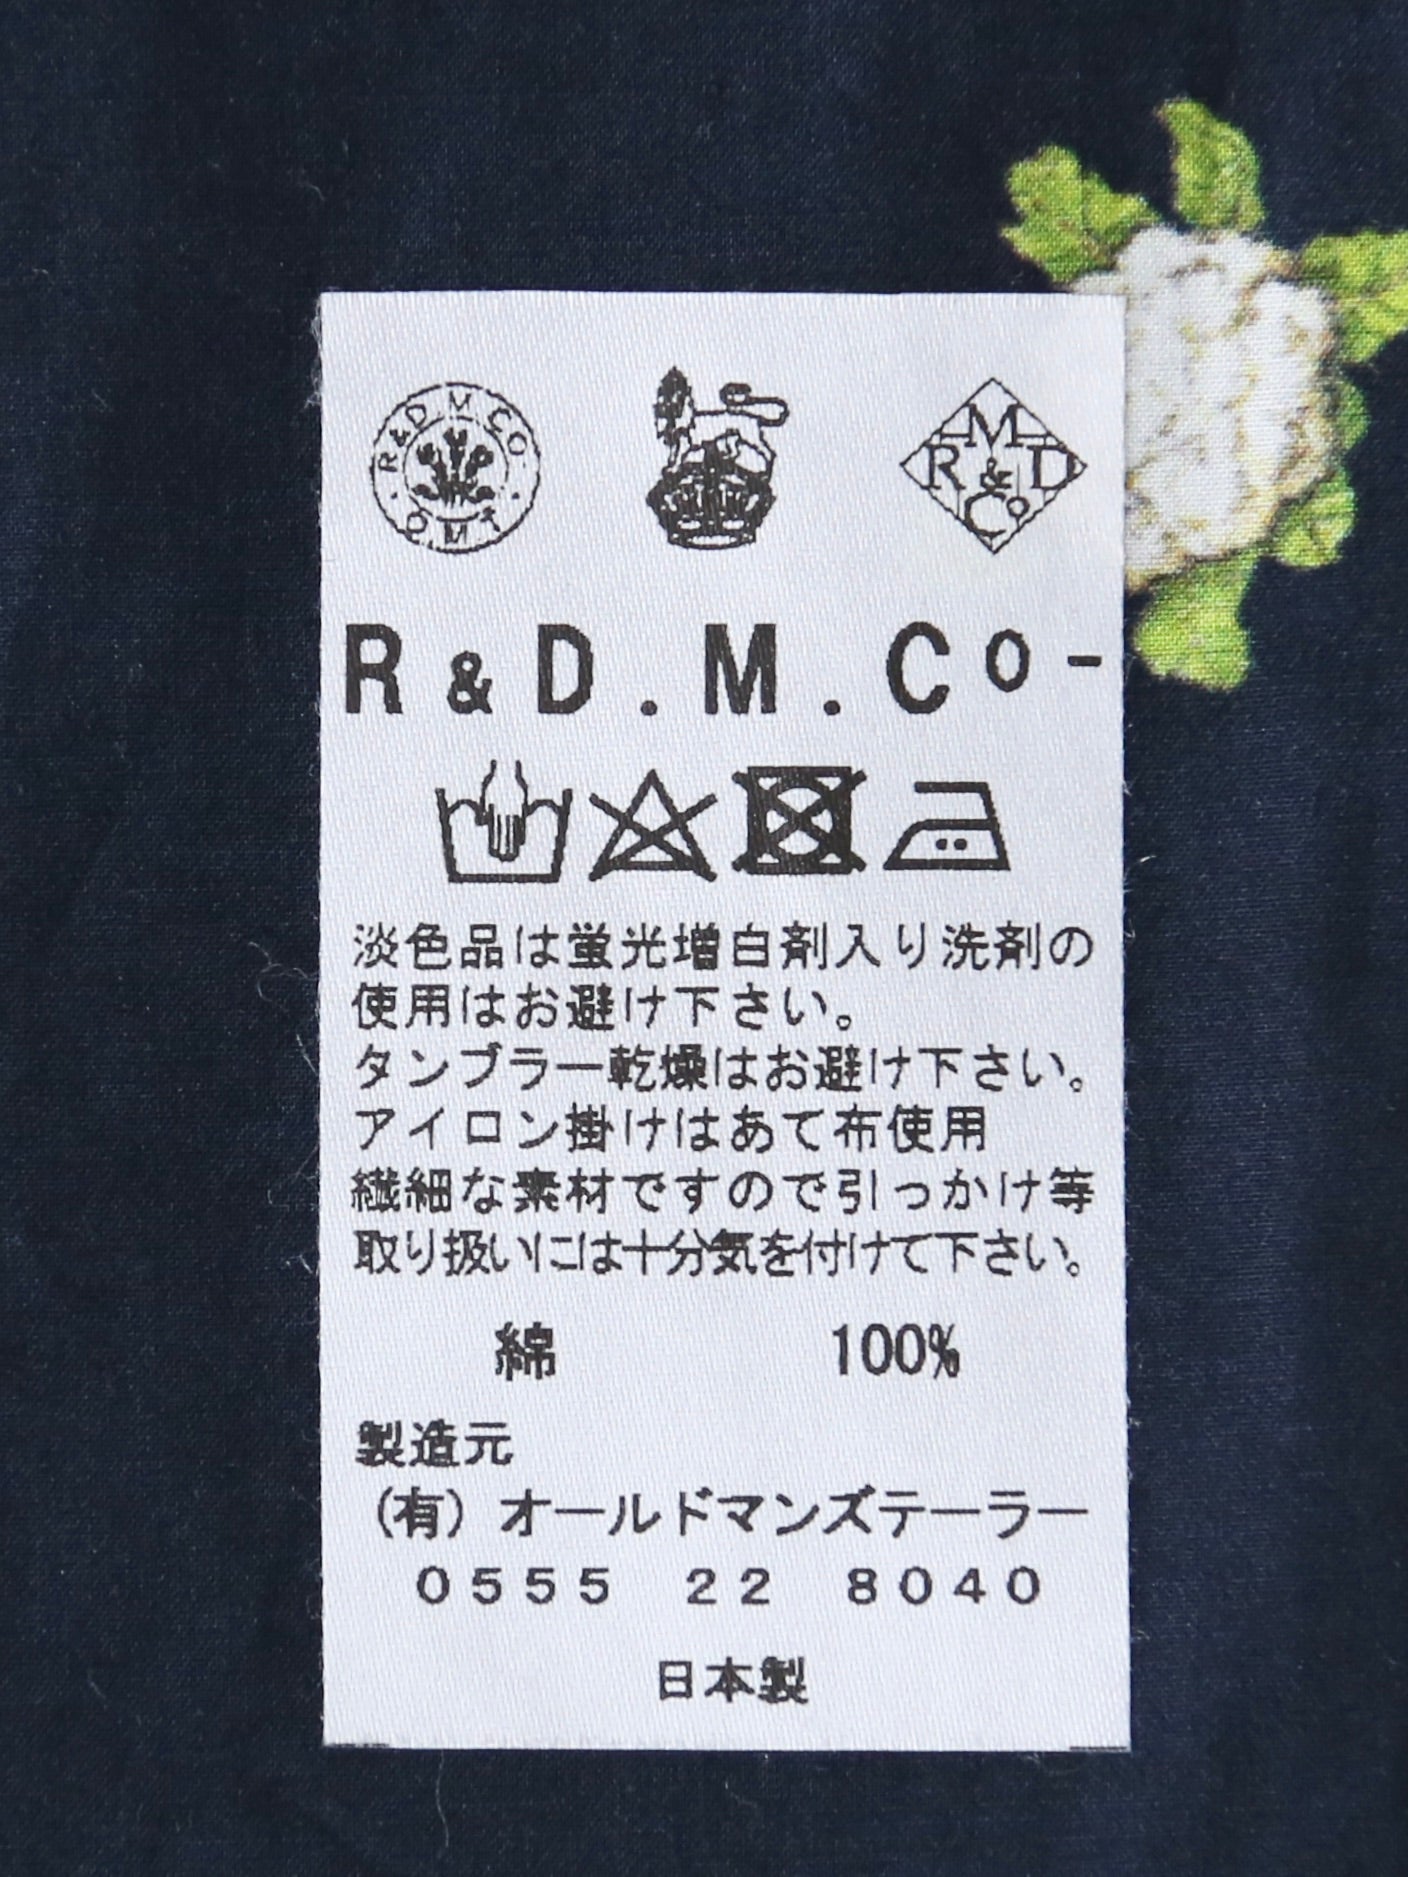 R&D M CO
OMT
M
R & D
Co
R&D.M.Co-
淡色品は蛍光増白剤入り洗剤の
使用はお避け下さい。
タンブラー乾燥はお避け下さい。
アイロン掛けはあて布使用
繊細な素材ですので引っかけ等
取り扱いには十分気を付けて下さい。
綿 100%
製造元
(有) オールドマンズテーラー
0555 22 8040
日本製